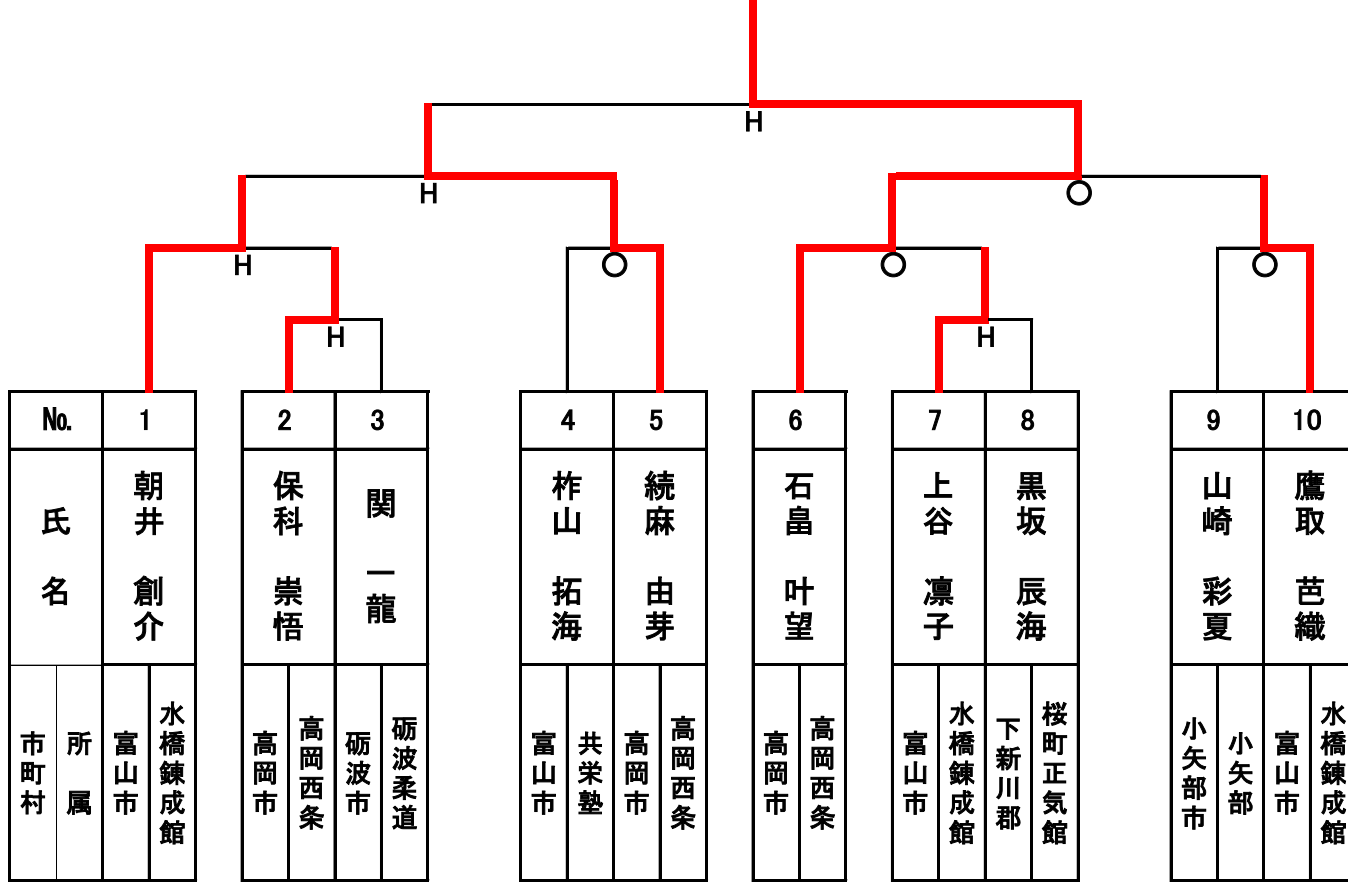 H
H
○
H
○
○
○
H
H
No. 1 2 3 4 5 6 7 8 9 10
氏名
朝井 創介
保科 崇悟
関 一龍
柞山 拓海
続麻 由芽
石畠 叶望
上谷 凛子
黒坂 辰海
山崎 彩夏
鷹取 芭織
市町村
所属
富山市
水橋錬成館
高岡市
高岡西条
砺波市
砺波柔道
富山市
共栄塾
高岡市
高岡西条
高岡市
高岡西条
富山市
水橋錬成館
下新川郡
桜町正気館
小矢部市
小矢部
富山市
水橋錬成館